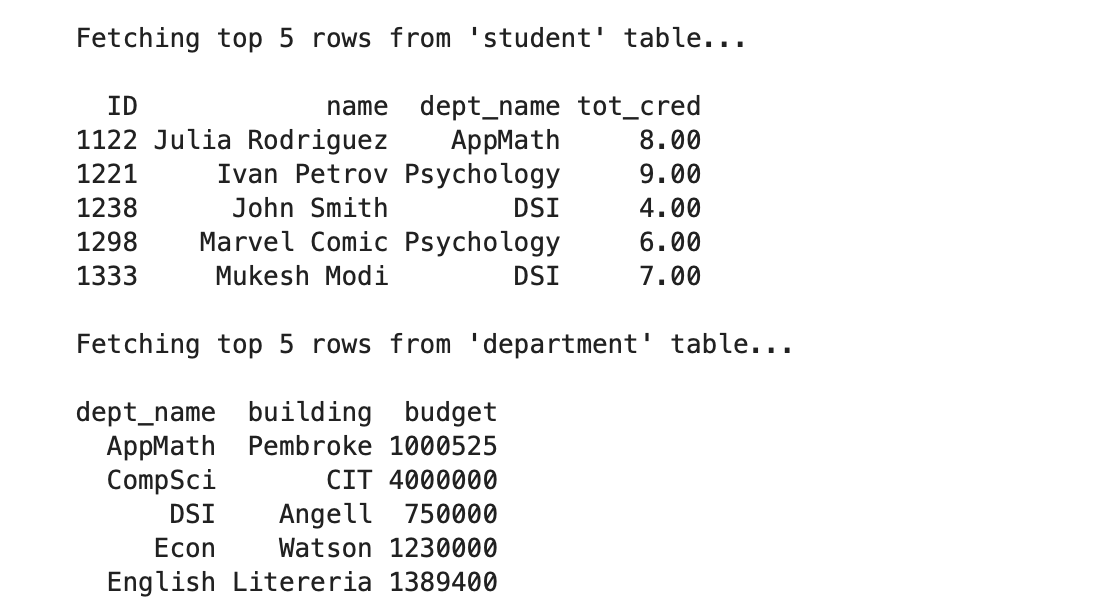 Fetching top 5 rows from 'student' table...
ID name dept_name tot_cred
1122 Julia Rodriguez AppMath 8.00
1221 Ivan Petrov Psychology 9.00
1238 John Smith DSI 4.00
1298 Marvel Comic Psychology 6.00
1333 Mukesh Modi DSI 7.00
Fetching top 5 rows from 'department' table...
dept_name building budget
AppMath Pembroke 1000525
CompSci CIT 4000000
DSI Angell 750000
Econ Watson 1230000
English Litereria 1389400